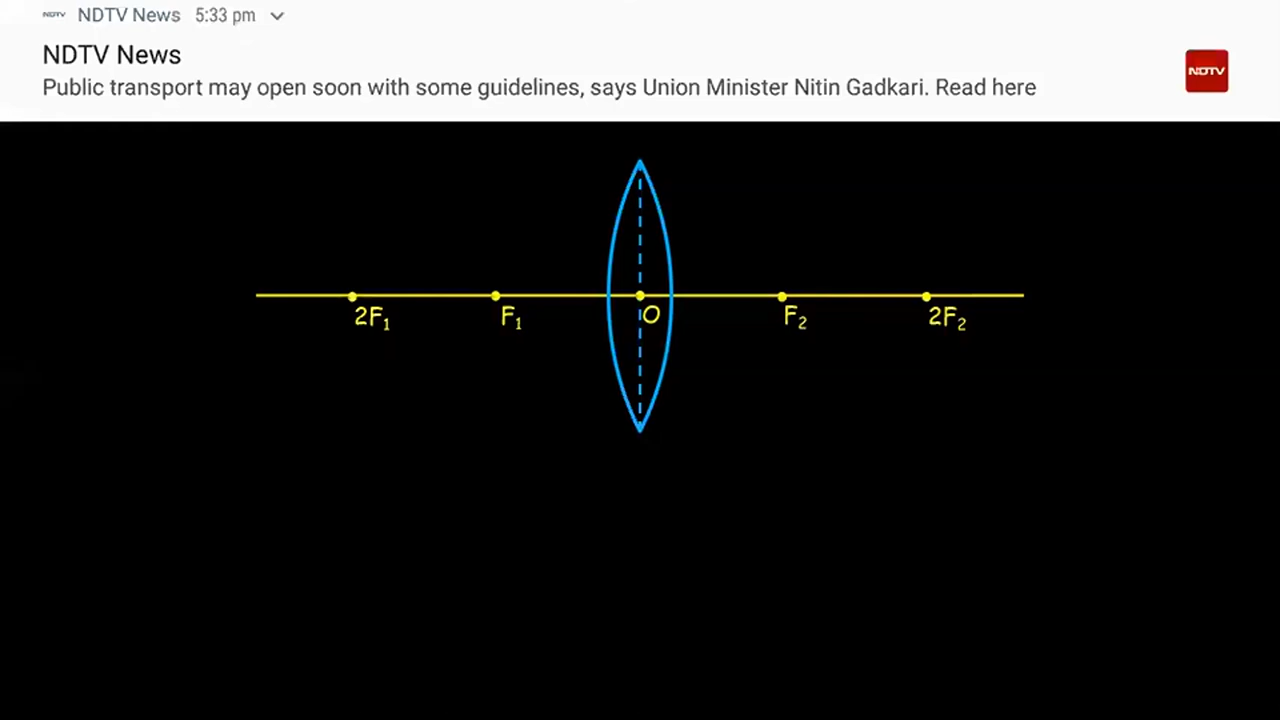 NDTV NDTV News 5:33 pm
NDTV News
Public transport may open soon with some guidelines, says Union Minister Nitin Gadkari. Read here
NDTV
2F₁ F₁ O F₂ 2F₂